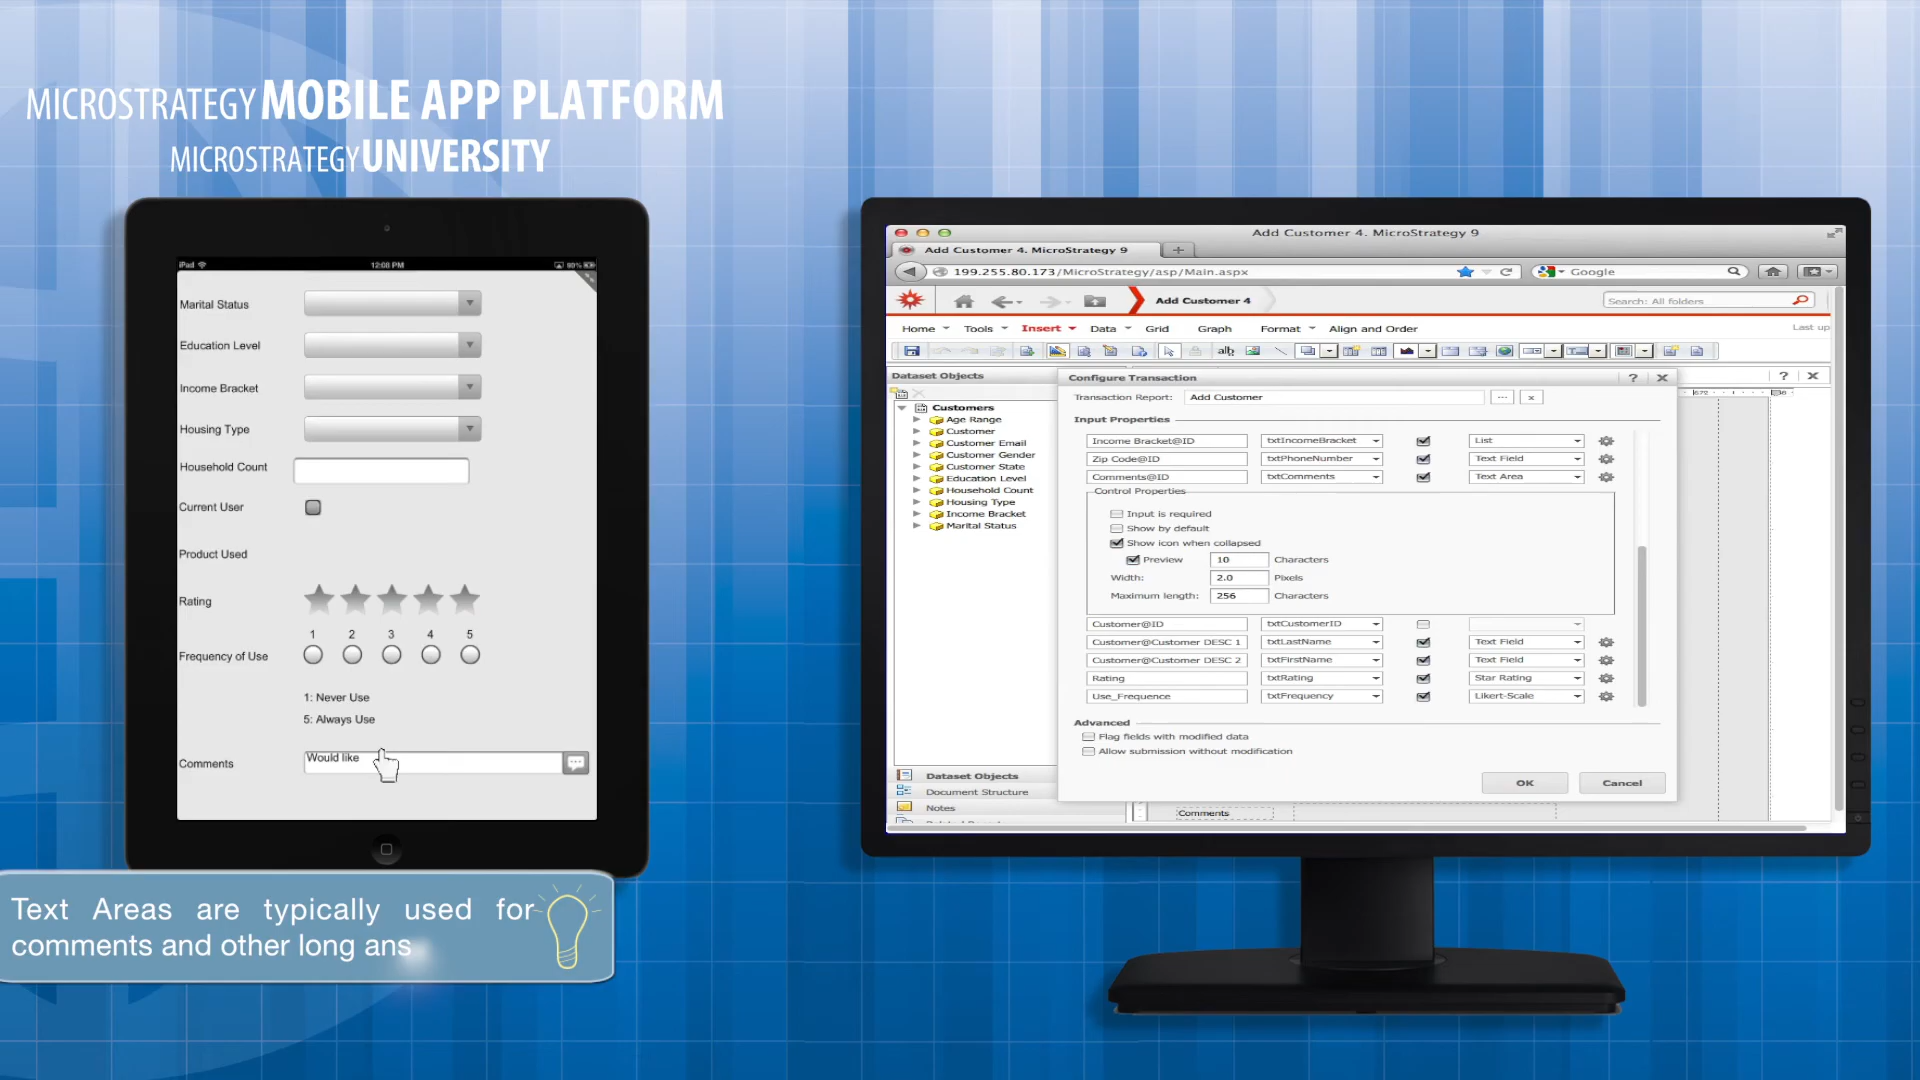 MICROSTRATEGY MOBILE APP PLATFORM
MICROSTRATEGY UNIVERSITY
iPad 12:08 PM 90%
Marital Status
Education Level
Income Bracket
Housing Type
Household Count
Current User
Product Used
Rating
1 2 3 4 5
Frequency of Use
1: Never Use
5: Always Use
Comments Would like
Text Areas are typically used for
comments and other long ans
Add Customer 4. MicroStrategy 9
Add Customer 4. MicroStrategy 9
199.255.80.173/MicroStrategy/asp/Main.aspx Google
Add Customer 4 Search: All folders
Home Tools Insert Data Grid Graph Format Align and Order Last up
Dataset Objects
Customers
Age Range
Customer
Customer Email
Customer Gender
Customer State
Education Level
Household Count
Housing Type
Income Bracket
Marital Status
Dataset Objects
Document Structure
Notes
Configure Transaction ?
Transaction Report: Add Customer ... x
Input Properties
Income Bracket@ID txtIncomeBracket List
Zip Code@ID txtPhoneNumber Text Field
Comments@ID txtComments Text Area
Control Properties
Input is required
Show by default
Show icon when collapsed
Preview 10 Characters
Width: 2.0 Pixels
Maximum length: 256 Characters
Customer@ID txtCustomerID
Customer@Customer DESC 1 txtLastName Text Field
Customer@Customer DESC 2 txtFirstName Text Field
Rating txtRating Star Rating
Use_Frequence txtFrequency Likert-Scale
Advanced
Flag fields with modified data
Allow submission without modification
OK Cancel
Comments